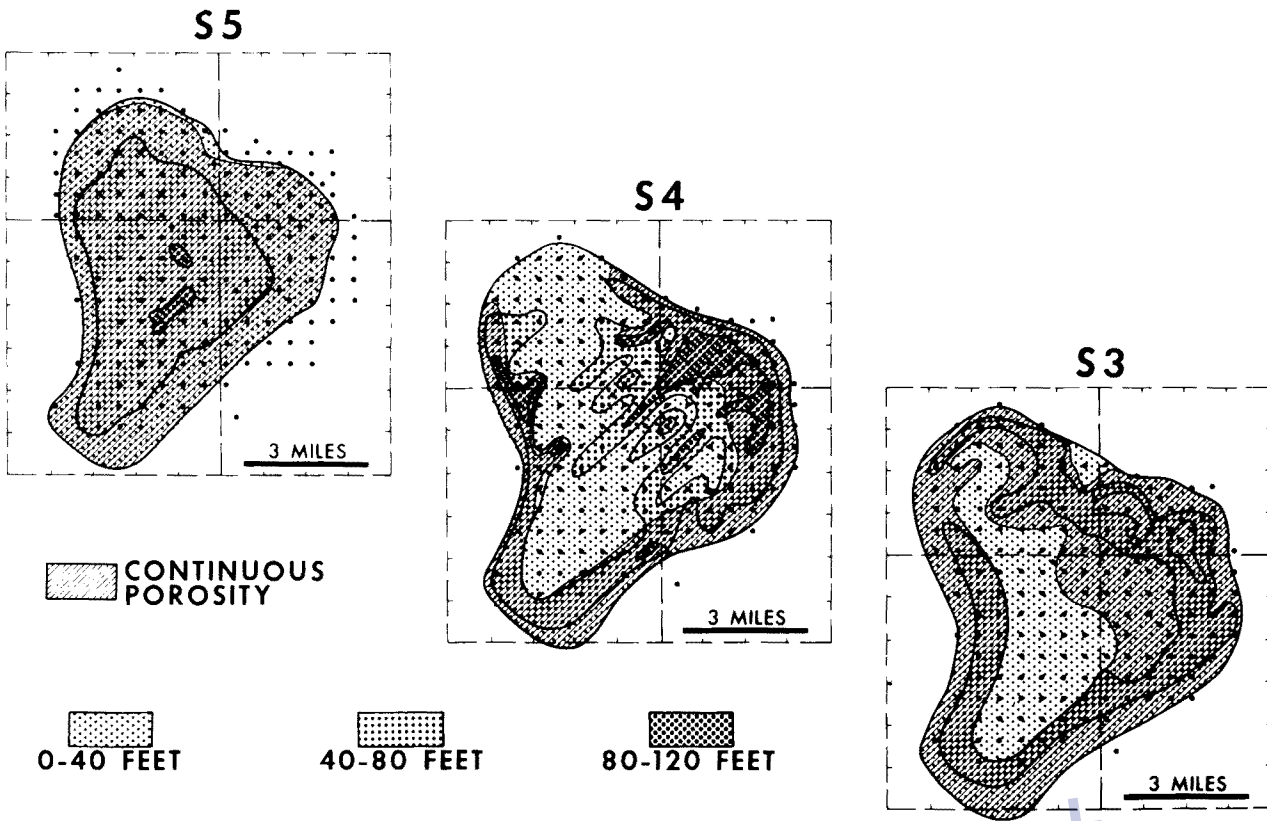 S5
S4
S3
3 MILES
3 MILES
3 MILES
CONTINUOUS
POROSITY
0-40 FEET
40-80 FEET
80-120 FEET